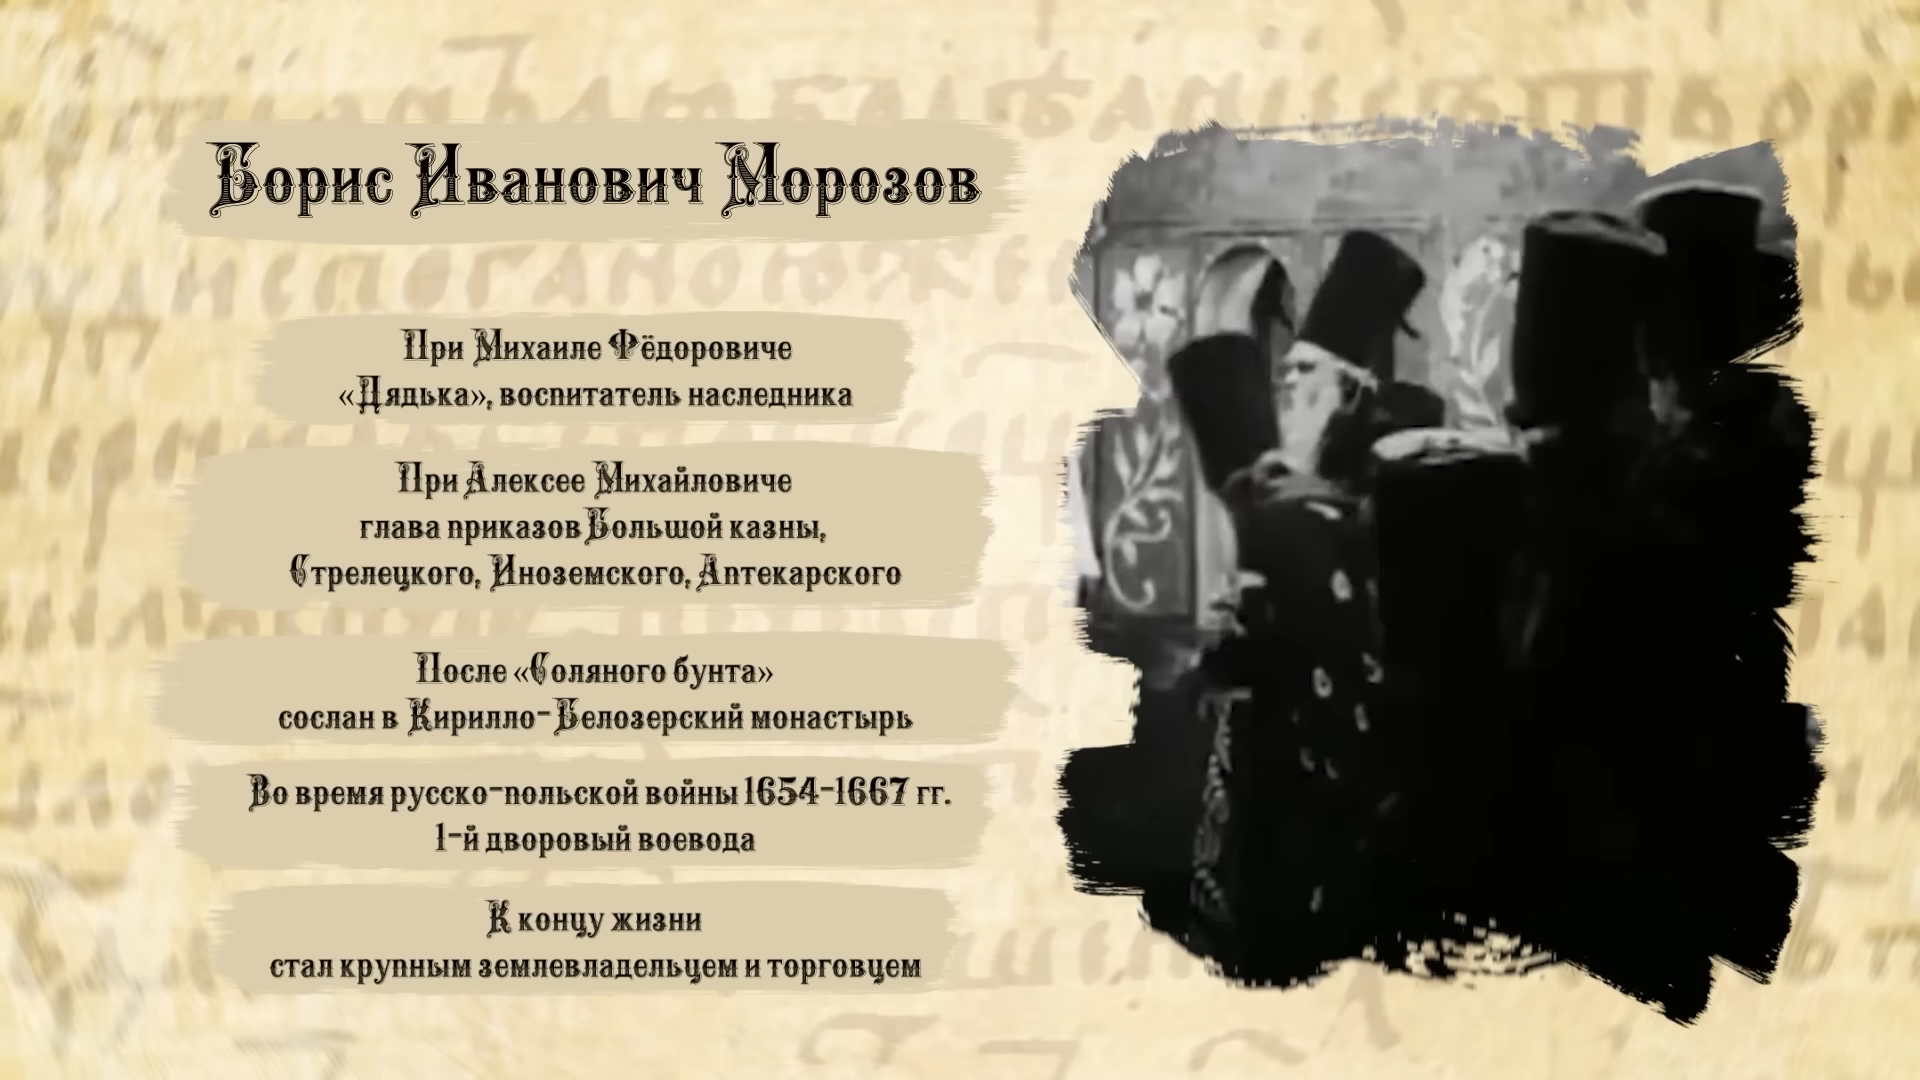 Борис Иванович Морозов
При Михаиле Фёдоровиче
«Дядька», воспитатель наследника
При Алексее Михайловиче
глава приказов Большой казны,
Стрелецкого, Иноземского, Аптекарского
После «Соляного бунта»
сослан в Кирилло-Белозерский монастырь
Во время русско-польской войны 1654-1667 гг.
1-й дворовый воевода
К концу жизни
стал крупным землевладельцем и торговцем